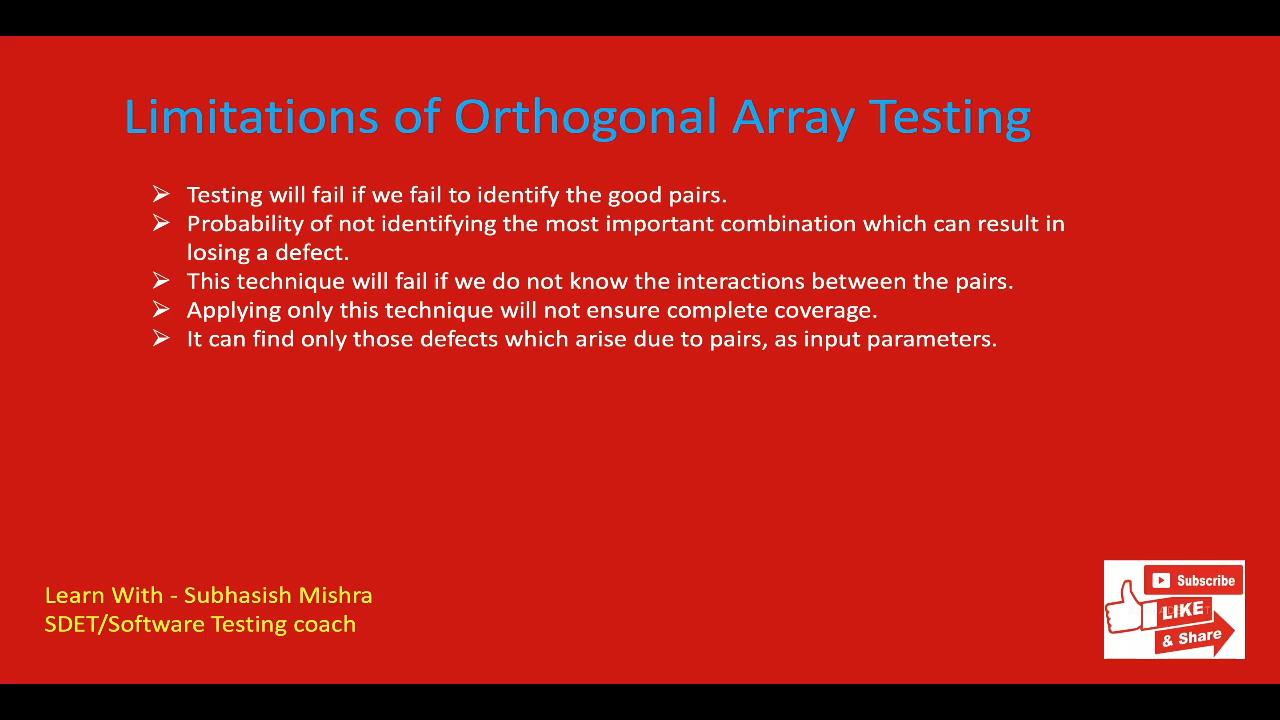 Limitations of Orthogonal Array Testing
➢ Testing will fail if we fail to identify the good pairs.
➢ Probability of not identifying the most important combination which can result in
losing a defect.
➢ This technique will fail if we do not know the interactions between the pairs.
➢ Applying only this technique will not ensure complete coverage.
➢ It can find only those defects which arise due to pairs, as input parameters.
Learn With - Subhasish Mishra
SDET/Software Testing coach
Subscribe
LIKE
& Share